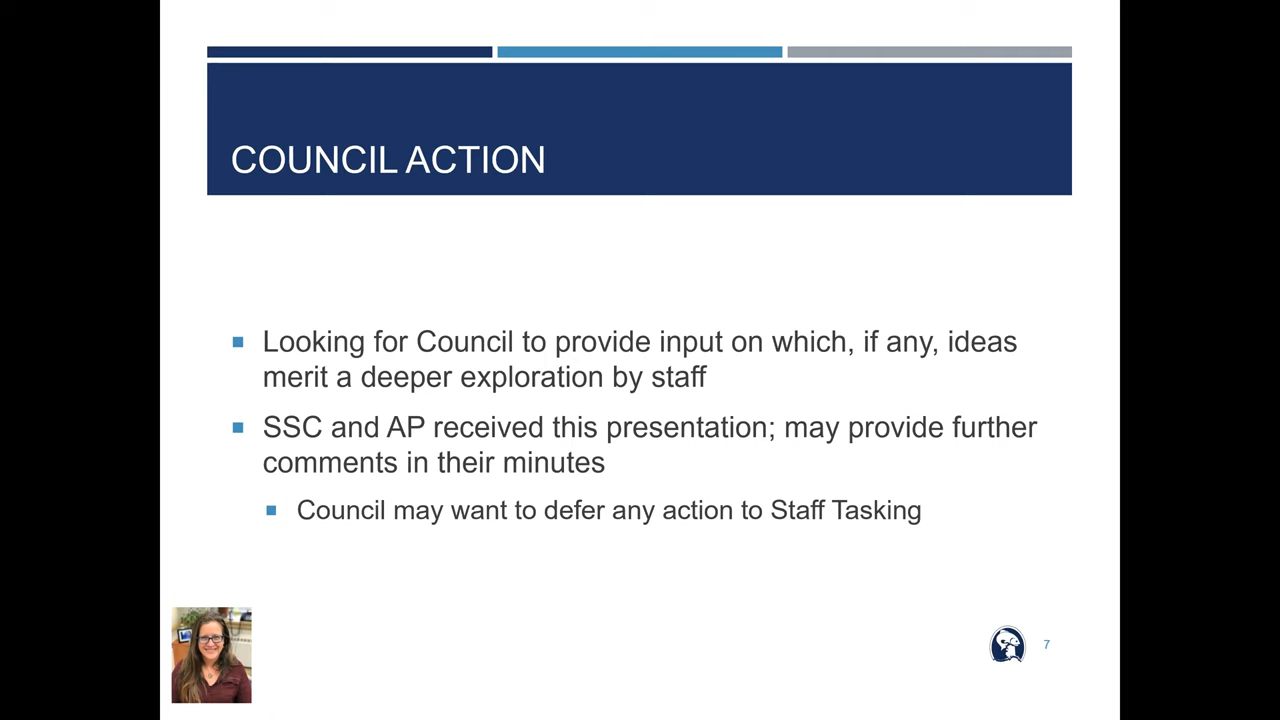 COUNCIL ACTION
Looking for Council to provide input on which, if any, ideas
merit a deeper exploration by staff
SSC and AP received this presentation; may provide further
comments in their minutes
Council may want to defer any action to Staff Tasking
7